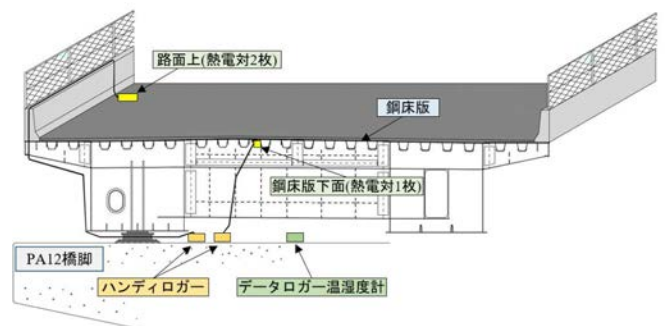 路面上(熱電対2枚)
鋼床版
鋼床版下面(熱電対1枚)
PA12橋脚
ハンディロガー
データロガー温湿度計